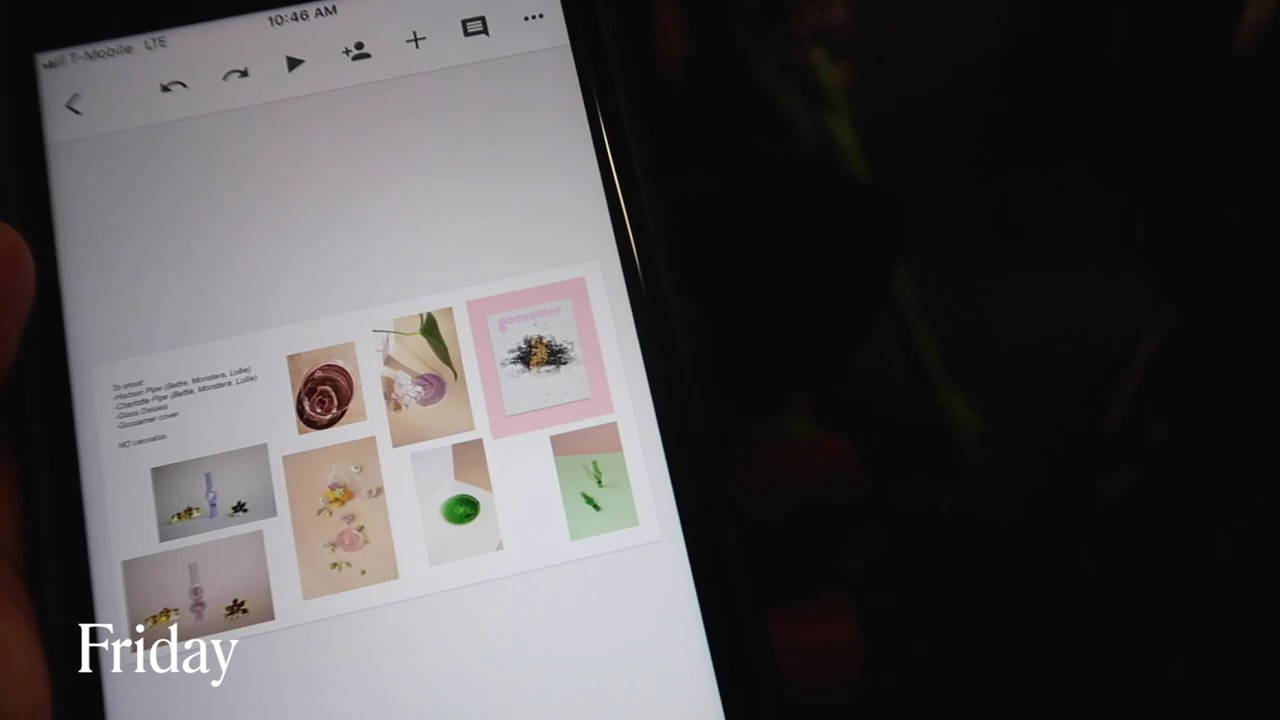 10:46 AM
T-Mobile LTE
gossamer
To shoot:
-Hudson Pipe (Bettie, Monstera, Lollie)
-Charlotte Pipe (Bettie, Monstera, Lollie)
-Glass Daisies
-Gossamer cover
NO cannabis.
Friday